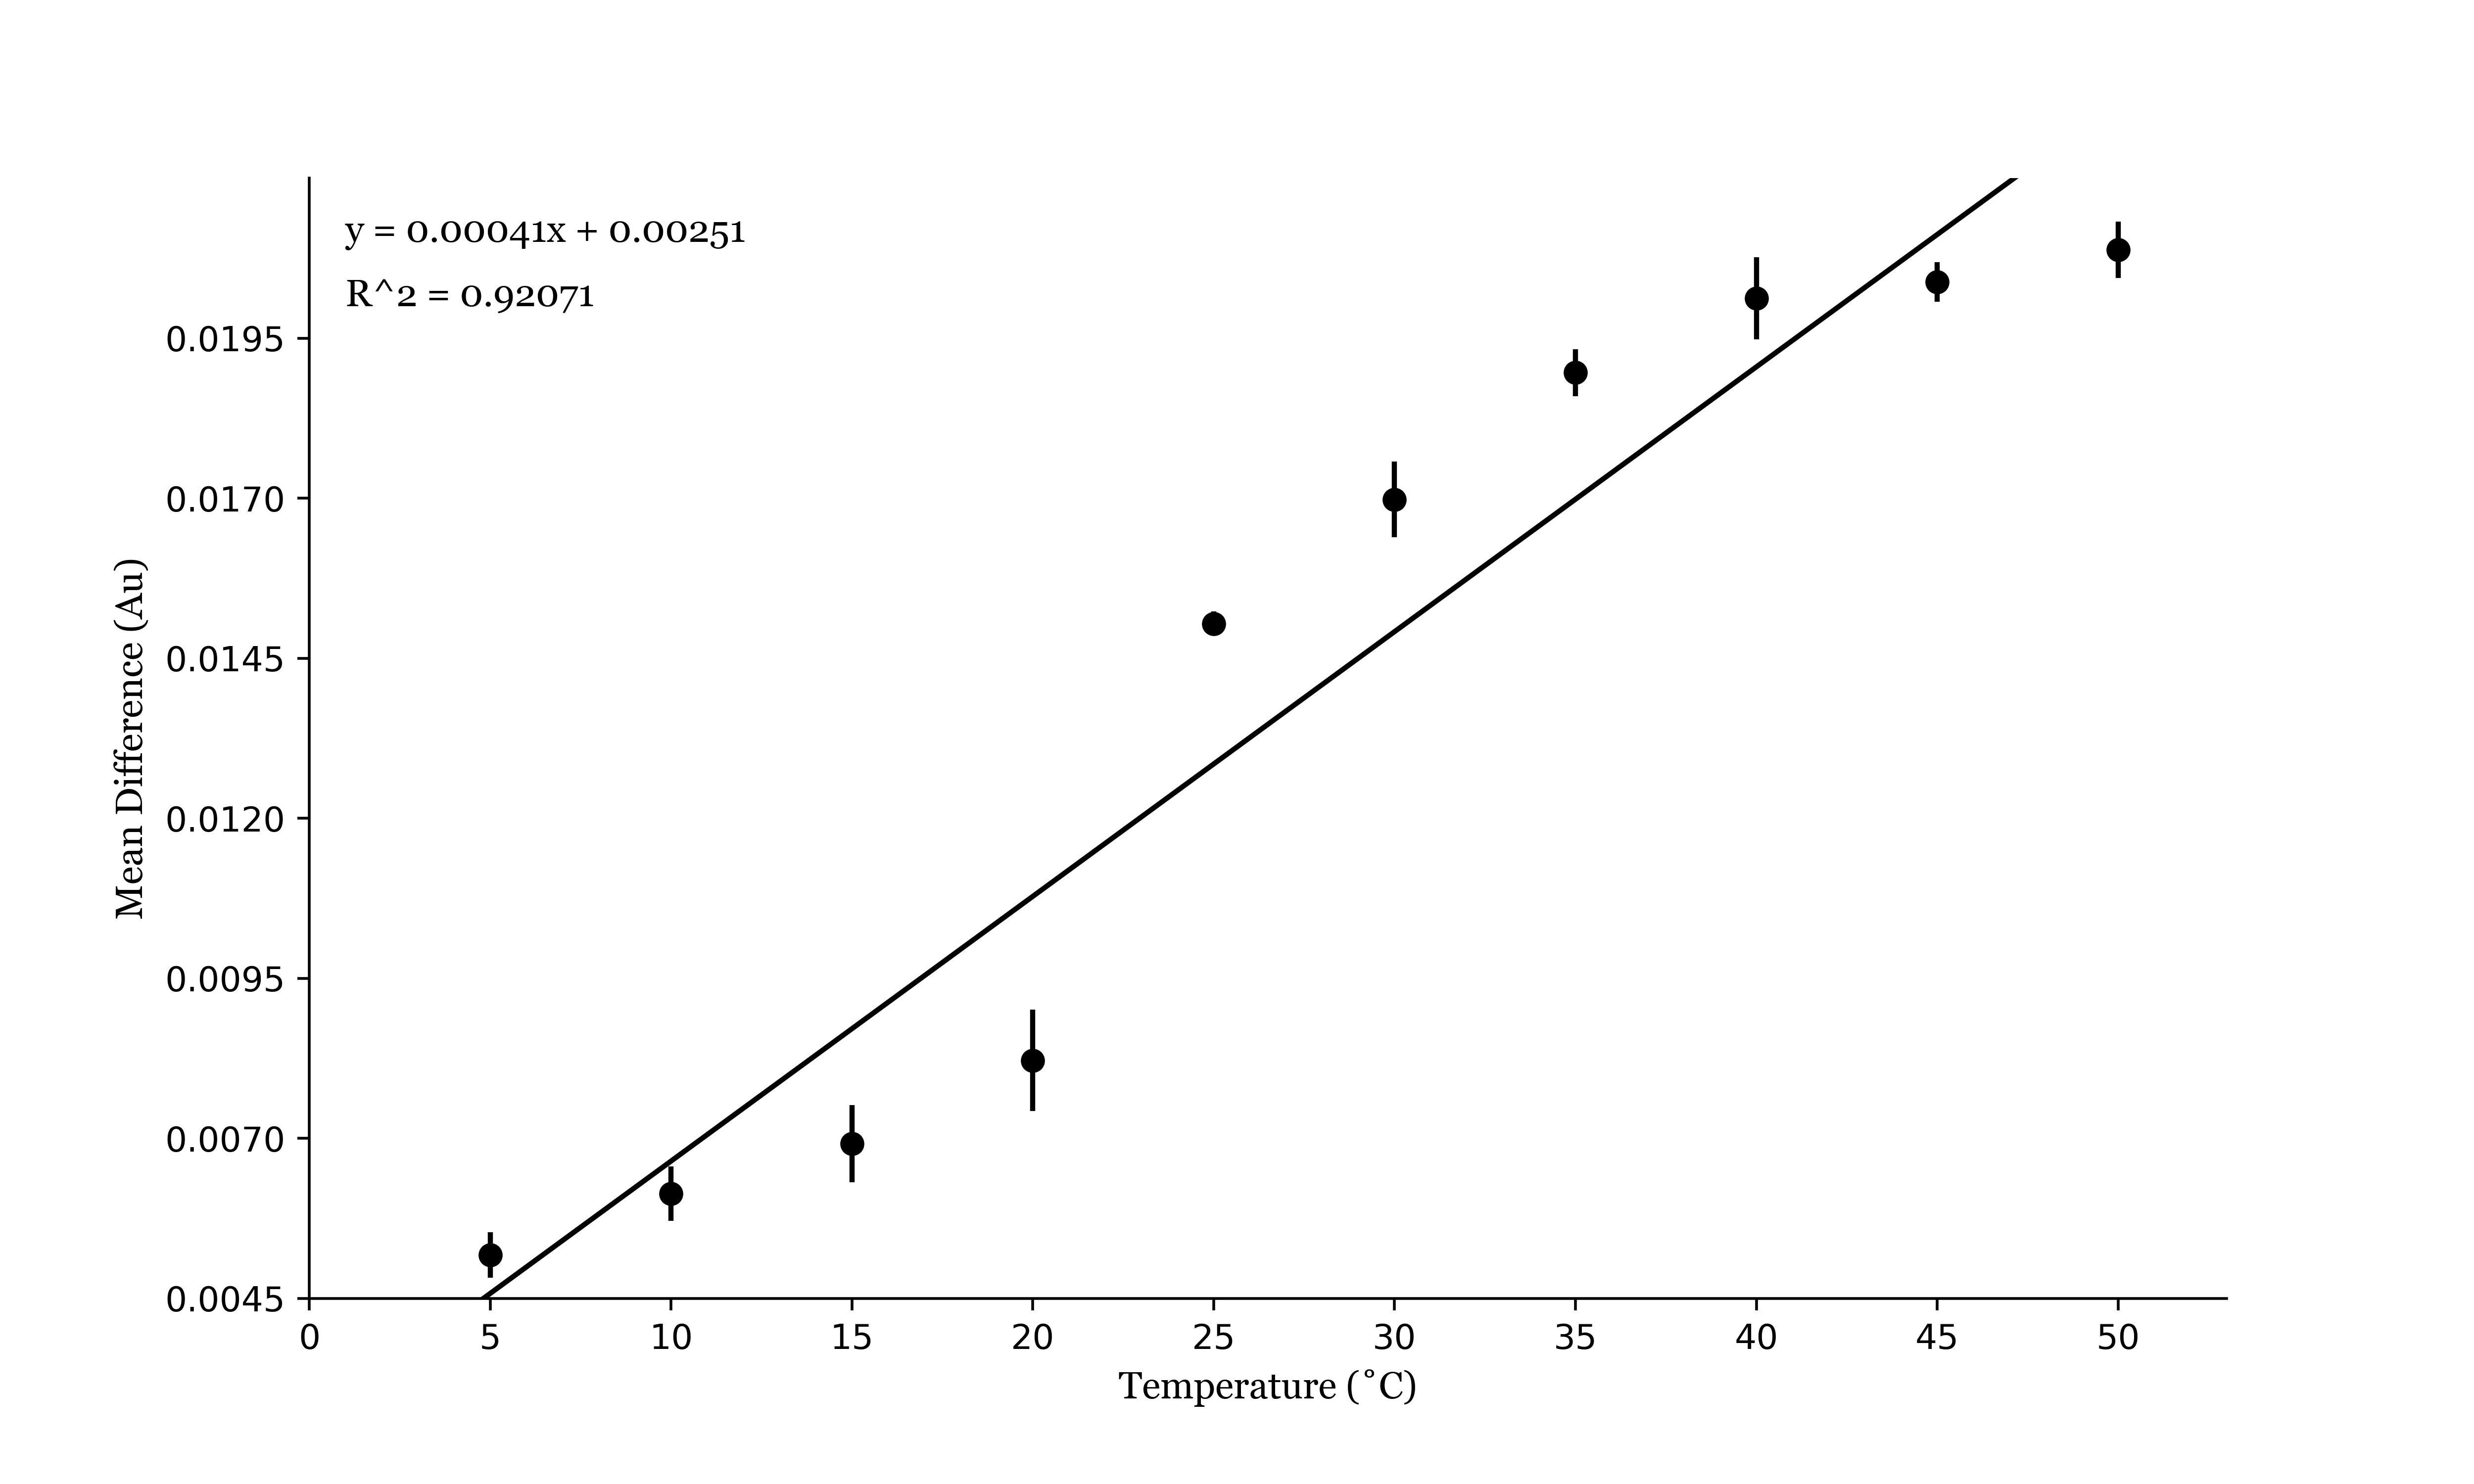 y = 0.00041x + 0.00251
R^2 = 0.92071
0.0195
0.0170
0.0145
0.0120
0.0095
0.0070
0.0045
Mean Difference (Au)
0 5 10 15 20 25 30 35 40 45 50
Temperature (˚C)